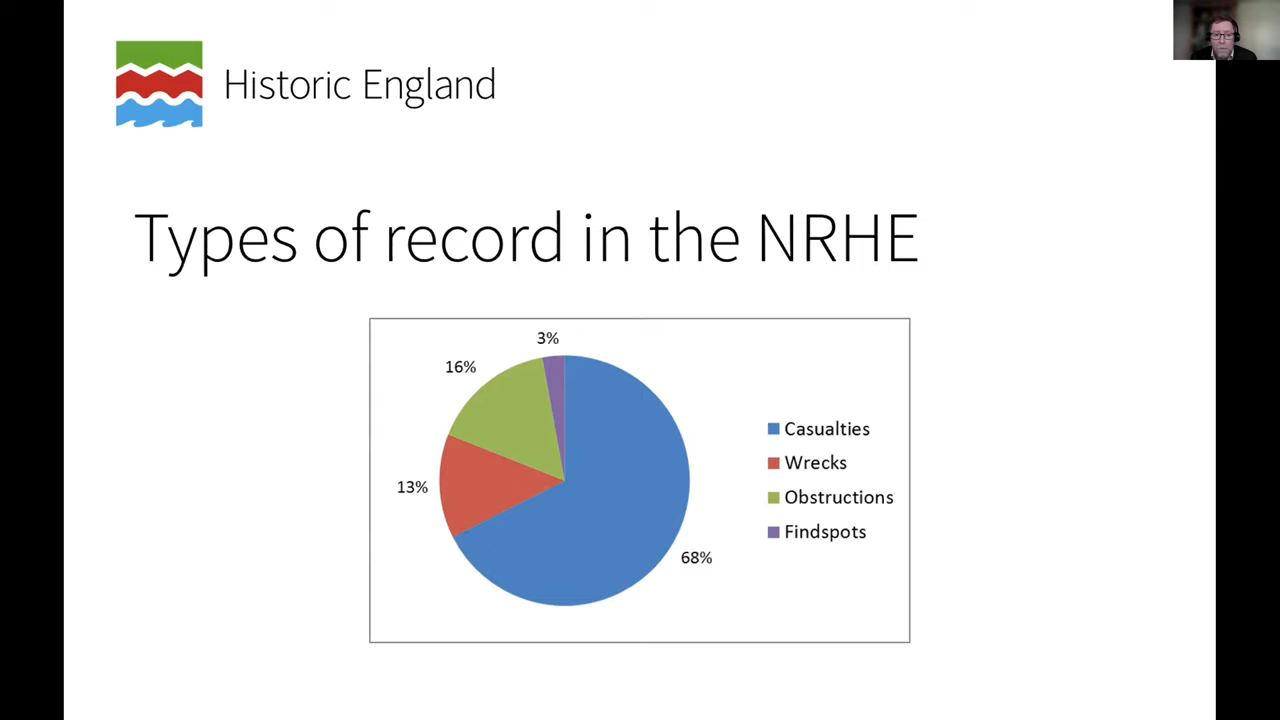 Historic England
Types of record in the NRHE
3%
16%
13%
68%
Casualties
Wrecks
Obstructions
Findspots